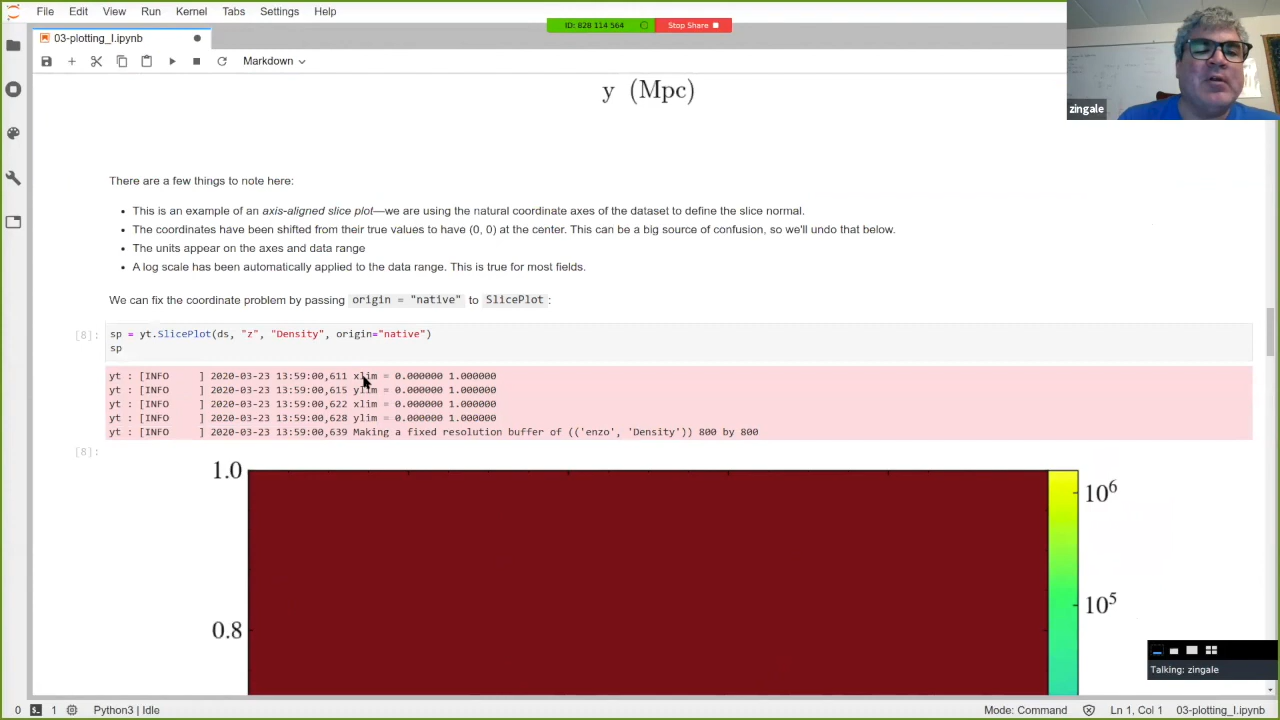 File Edit View Run Kernel Tabs Settings Help
ID: 828 114 564 Stop Share
03-plotting_I.ipynb
Markdown
zingale
y (Mpc)
There are a few things to note here:
This is an example of an axis-aligned slice plot—we are using the natural coordinate axes of the dataset to define the slice normal.
The coordinates have been shifted from their true values to have (0, 0) at the center. This can be a big source of confusion, so we'll undo that below.
The units appear on the axes and data range
A log scale has been automatically applied to the data range. This is true for most fields.
We can fix the coordinate problem by passing origin = "native" to SlicePlot:
[8]: sp = yt.SlicePlot(ds, "z", "Density", origin="native")
sp
yt : [INFO ] 2020-03-23 13:59:00,611 xlim = 0.000000 1.000000
yt : [INFO ] 2020-03-23 13:59:00,615 ylim = 0.000000 1.000000
yt : [INFO ] 2020-03-23 13:59:00,622 xlim = 0.000000 1.000000
yt : [INFO ] 2020-03-23 13:59:00,628 ylim = 0.000000 1.000000
yt : [INFO ] 2020-03-23 13:59:00,639 Making a fixed resolution buffer of (('enzo', 'Density')) 800 by 800
[8]:
1.0
10⁶
10⁵
0.8
Talking: zingale
0 1 Python3 | Idle Mode: Command Ln 1, Col 1 03-plotting_I.ipynb